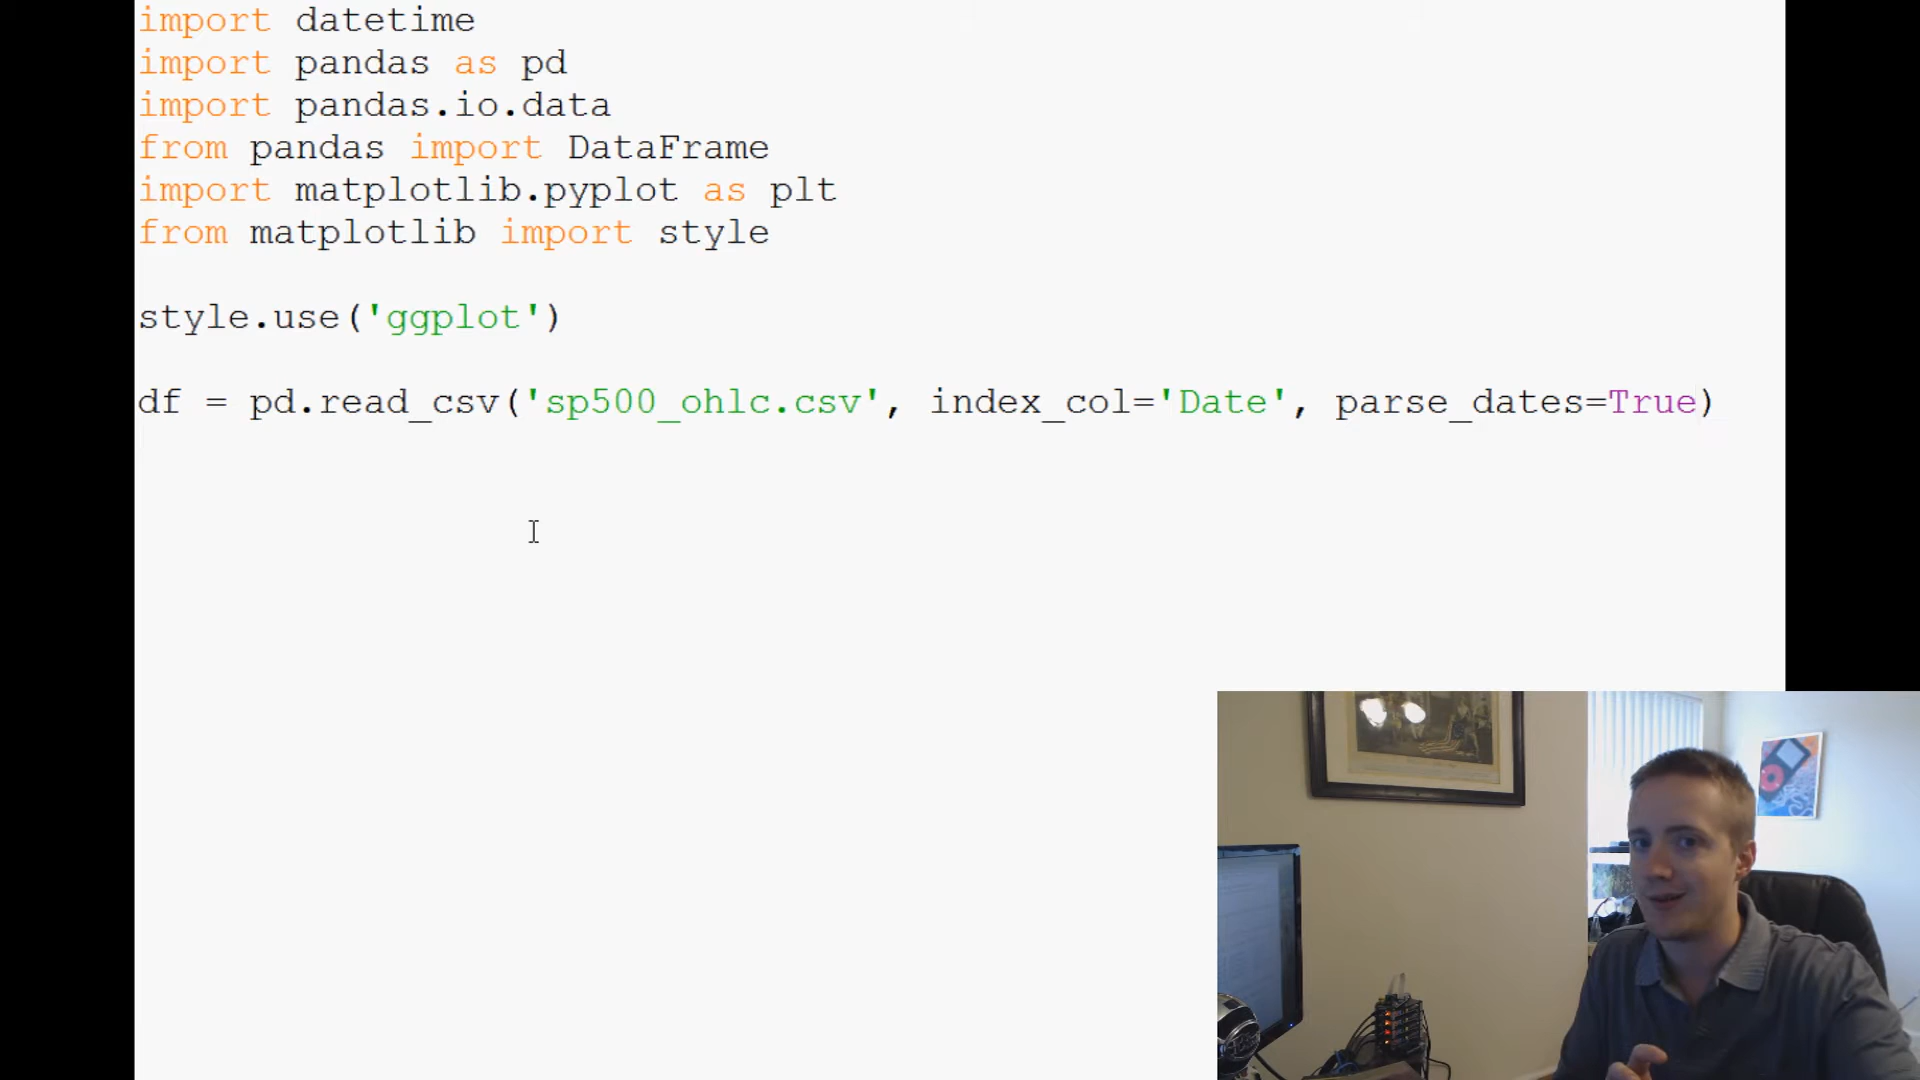 import datetime
import pandas as pd
import pandas.io.data
from pandas import DataFrame
import matplotlib.pyplot as plt
from matplotlib import style
style.use('ggplot')
df = pd.read_csv('sp500_ohlc.csv', index_col='Date', parse_dates=True)